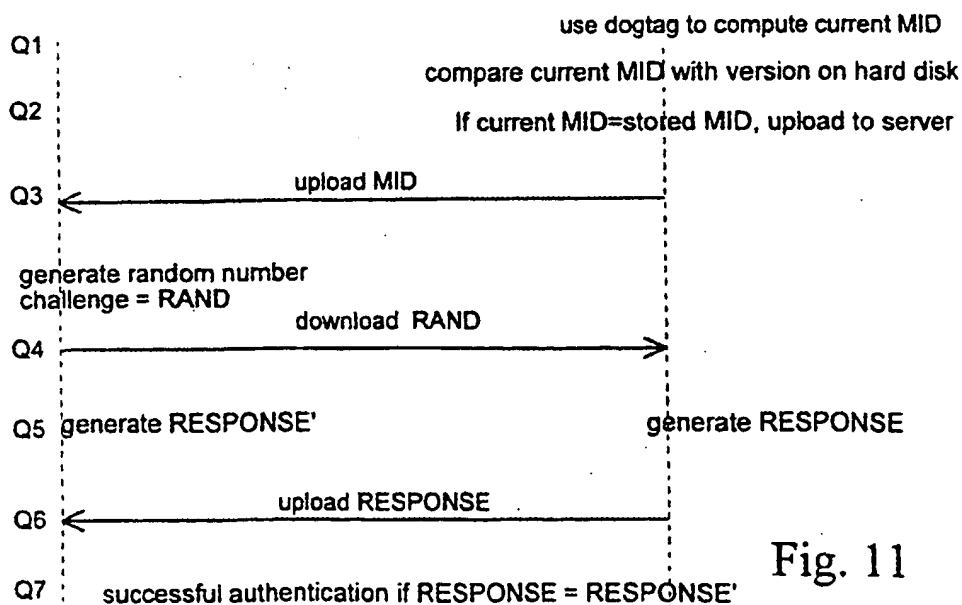 use dogtag to compute current MID
Q1
compare current MID with version on hard disk
Q2
If current MID=stored MID, upload to server
upload MID
Q3
generate random number
challenge = RAND
download RAND
Q4
Q5 generate RESPONSE' generate RESPONSE
upload RESPONSE
Q6
Fig. 11
Q7 successful authentication if RESPONSE = RESPONSE'